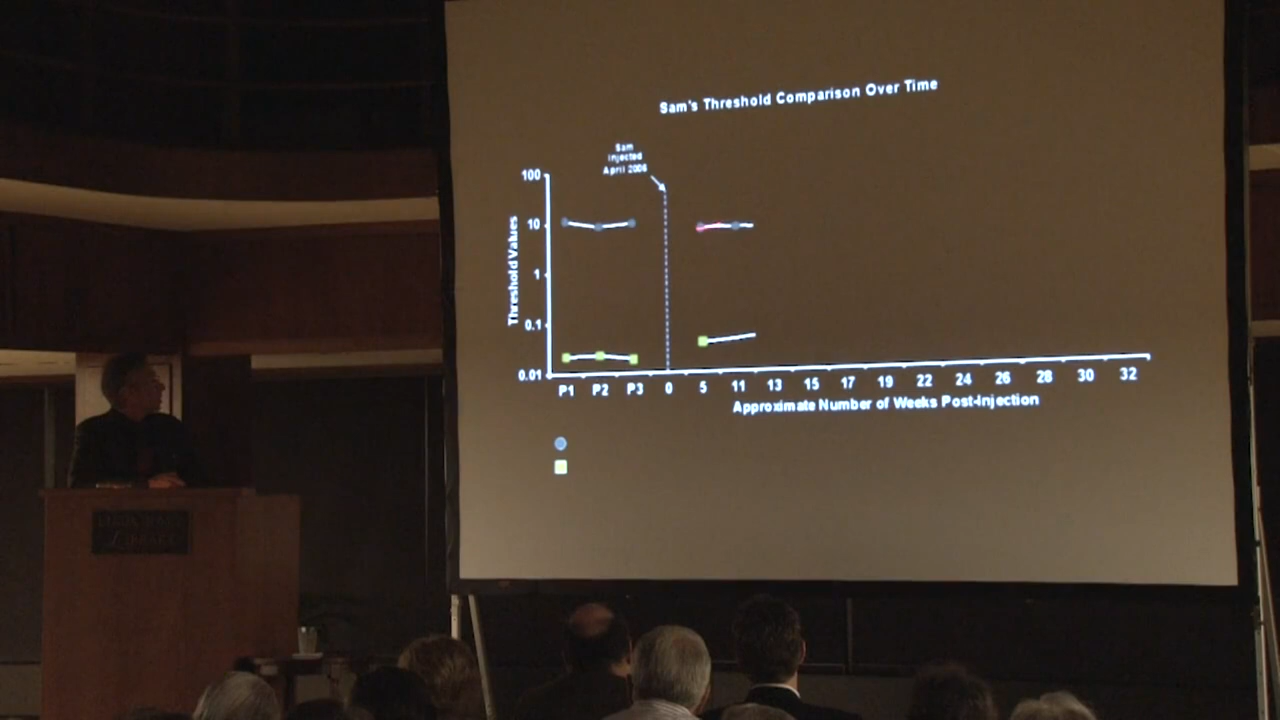 Sam's Threshold Comparison Over Time
Sam
Injected
April 2006
100
10
1
0.1
0.01
Threshold Values
P1 P2 P3 0 5 11 13 15 17 19 22 24 26 28 30 32
Approximate Number of Weeks Post-Injection
LIBRARY